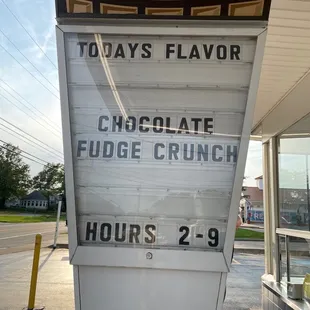 TODAYS FLAVOR
CHOCOLATE
FUDGE CRUNCH
HOURS 2-9